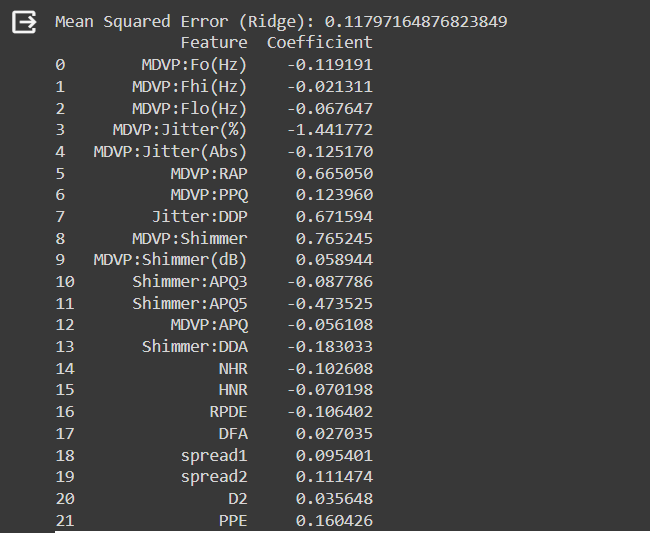 Mean Squared Error (Ridge): 0.11797164876823849
Feature Coefficient
0 MDVP:Fo(Hz) -0.119191
1 MDVP:Fhi(Hz) -0.021311
2 MDVP:Flo(Hz) -0.067647
3 MDVP:Jitter(%) -1.441772
4 MDVP:Jitter(Abs) -0.125170
5 MDVP:RAP 0.665050
6 MDVP:PPQ 0.123960
7 Jitter:DDP 0.671594
8 MDVP:Shimmer 0.765245
9 MDVP:Shimmer(dB) 0.058944
10 Shimmer:APQ3 -0.087786
11 Shimmer:APQ5 -0.473525
12 MDVP:APQ -0.056108
13 Shimmer:DDA -0.183033
14 NHR -0.102608
15 HNR -0.070198
16 RPDE -0.106402
17 DFA 0.027035
18 spread1 0.095401
19 spread2 0.111474
20 D2 0.035648
21 PPE 0.160426